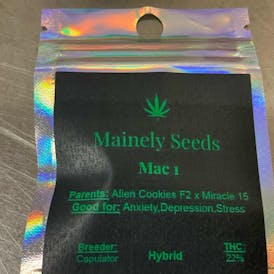 Mainely Seeds
Mac 1
Parents: Alien Cookies F2 x Miracle 15
Good for: Anxiety,Depression,Stress
Breeder:
Capulator
Hybrid
THC:
22%